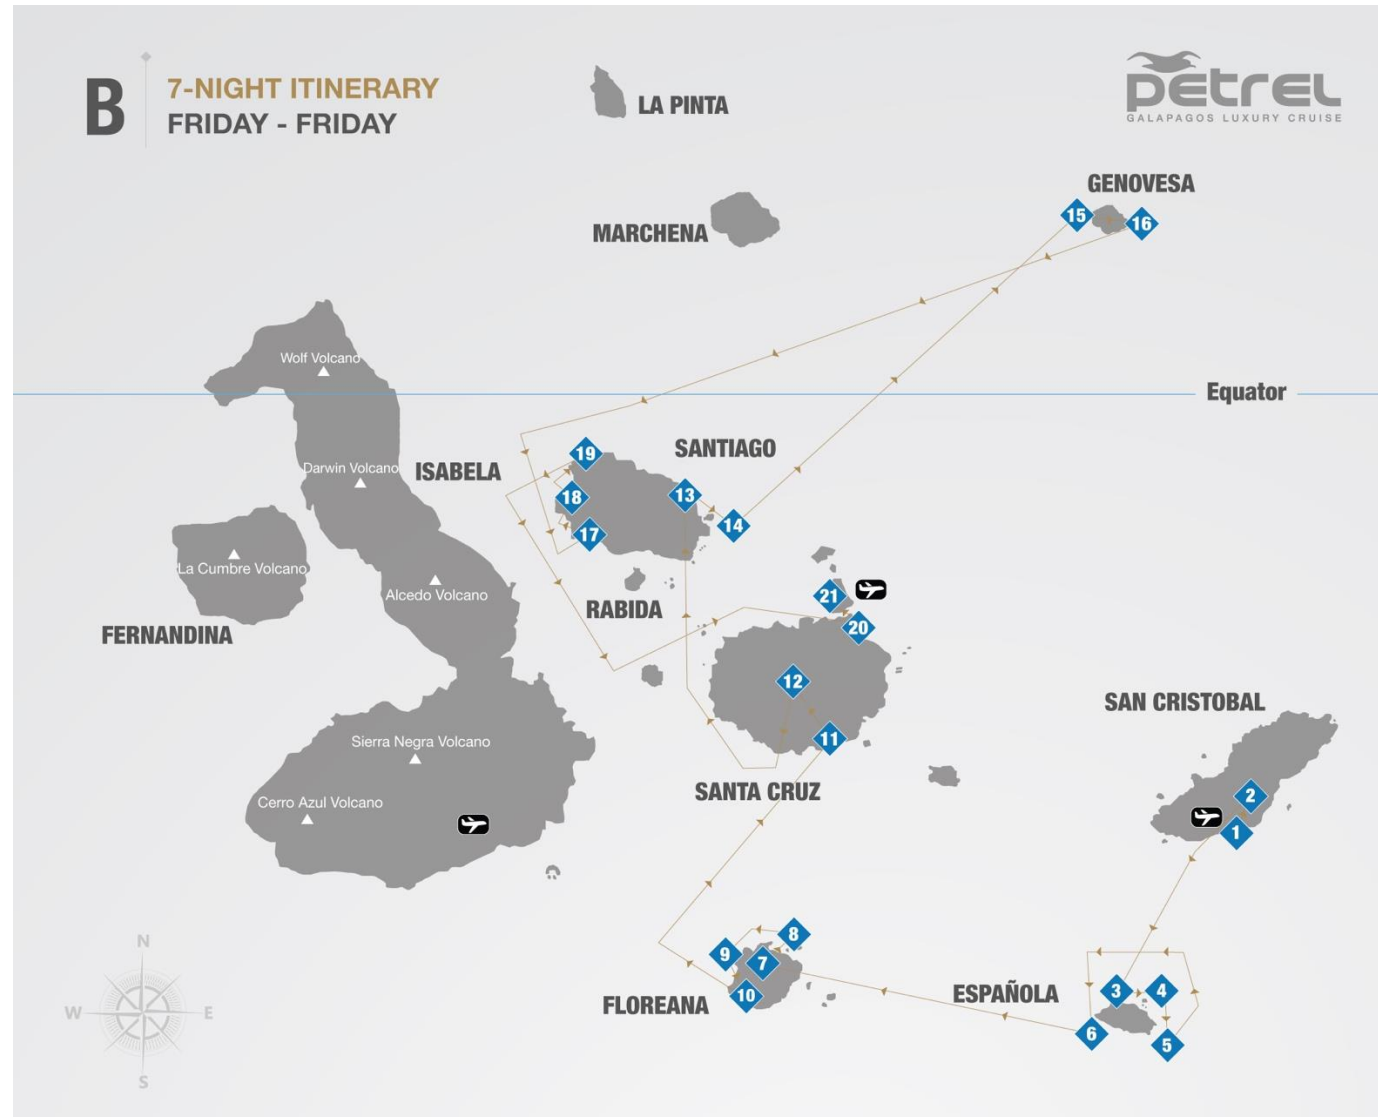 B
7-NIGHT ITINERARY
FRIDAY - FRIDAY
LA PINTA
petrel
GALAPAGOS LUXURY CRUISE
GENOVESA
15
16
MARCHENA
Wolf Volcano
Equator
SANTIAGO
19
Darwin Volcano
ISABELA
18
13
14
17
La Cumbre Volcano
Alcedo Volcano
RABIDA
21
20
FERNANDINA
12
SAN CRISTOBAL
11
Sierra Negra Volcano
SANTA CRUZ
2
Cerro Azul Volcano
1
8
9
7
10
FLOREANA
ESPAÑOLA
3
4
6
5
N
W
E
S